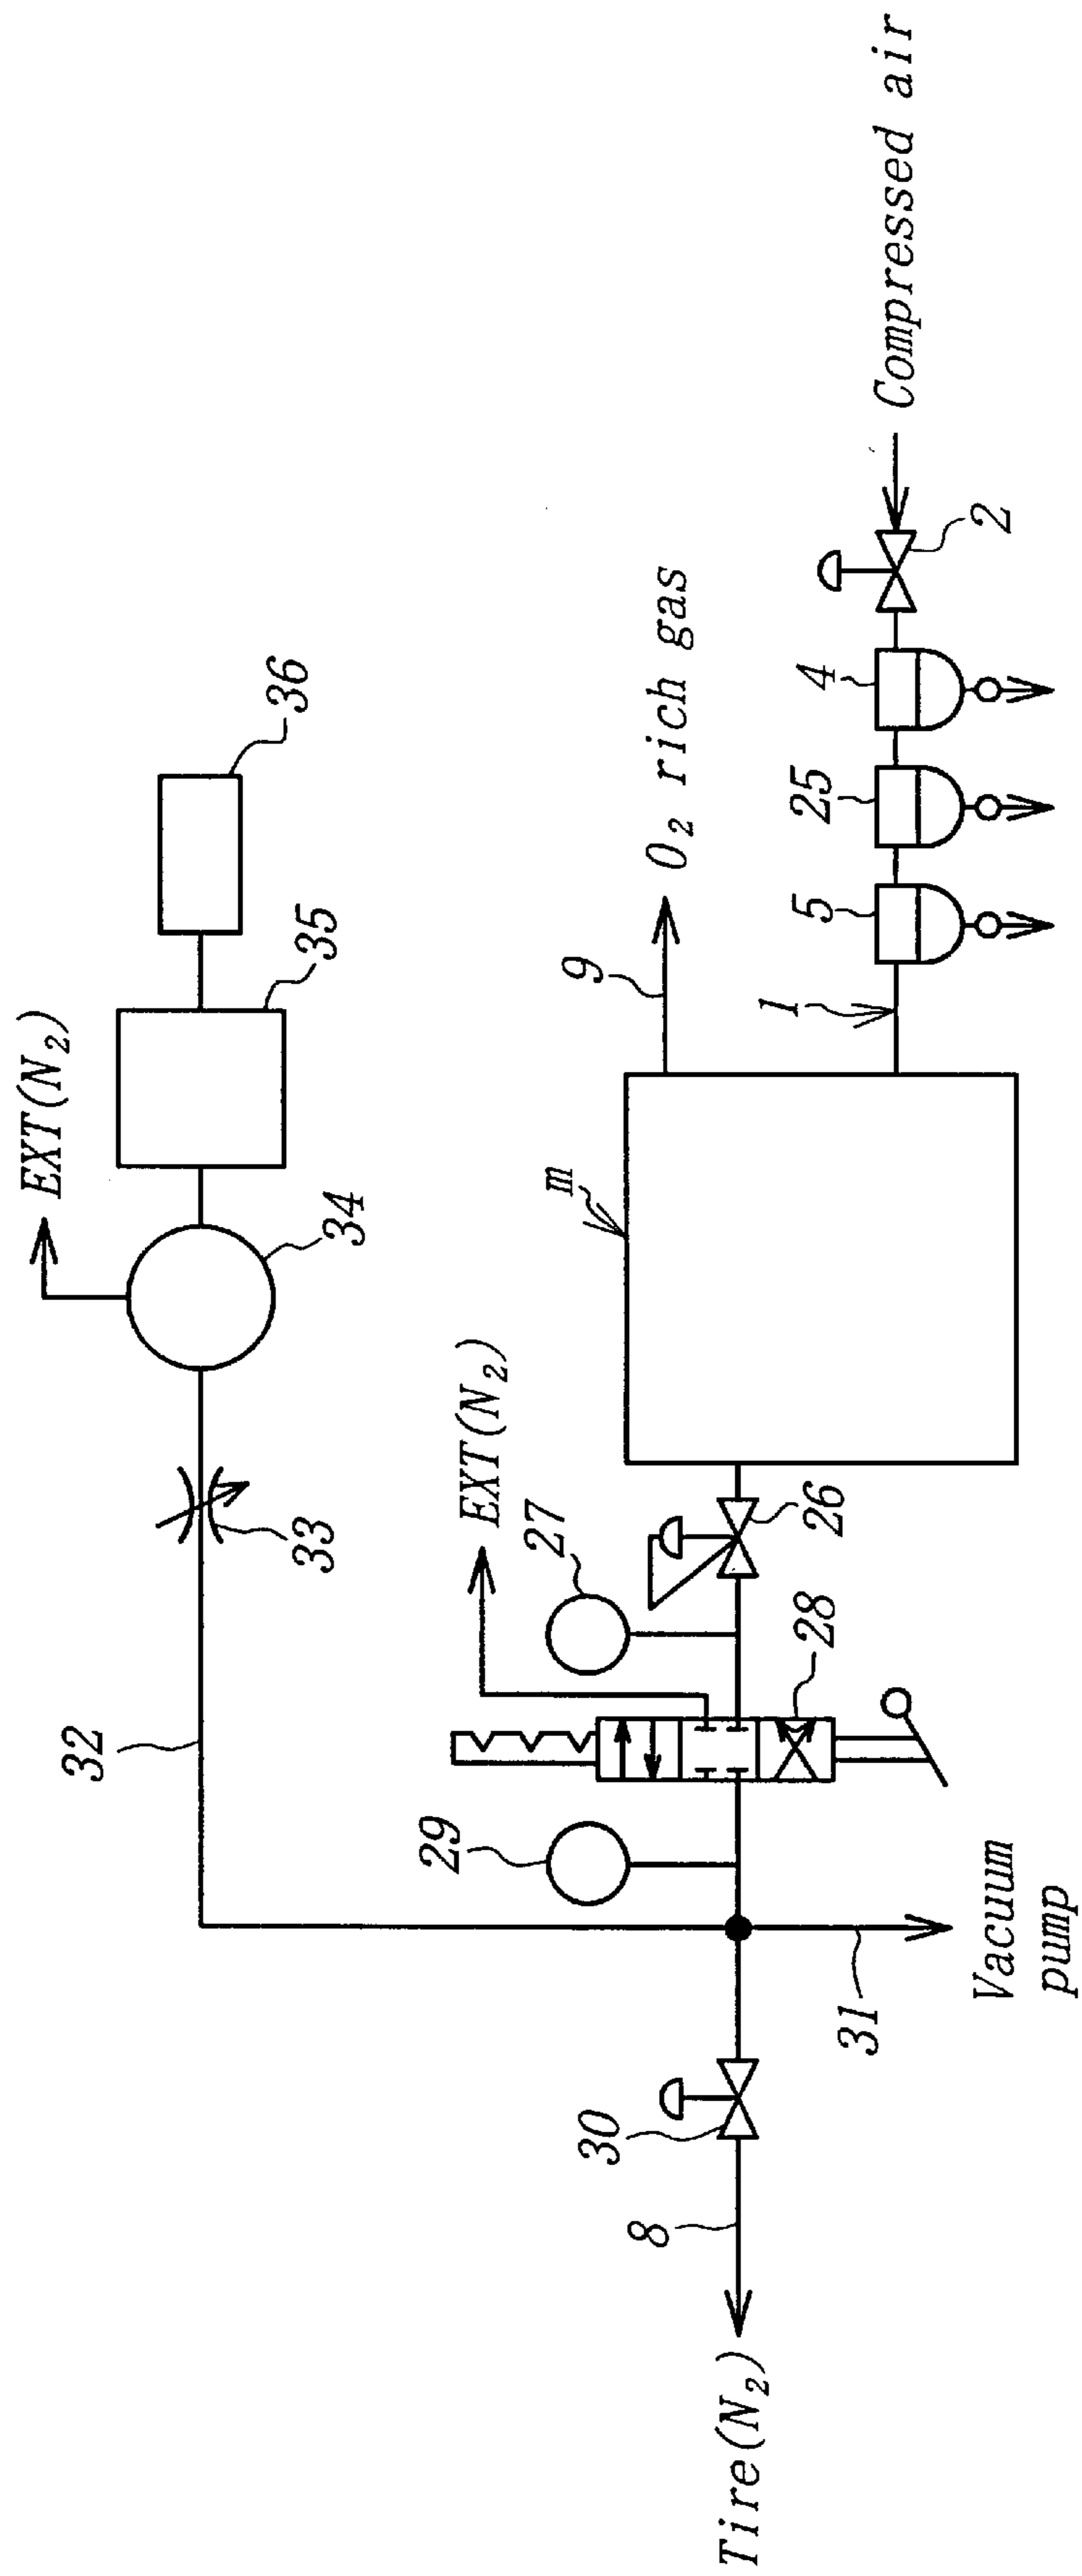 EXT(N2)
36
35
34
33
32
EXT(N2)
27
29
m
9
O2 rich gas
26
28
30
8
Tire(N2)
31
Vacuum
pump
1
5
25
4
2
Compressed air